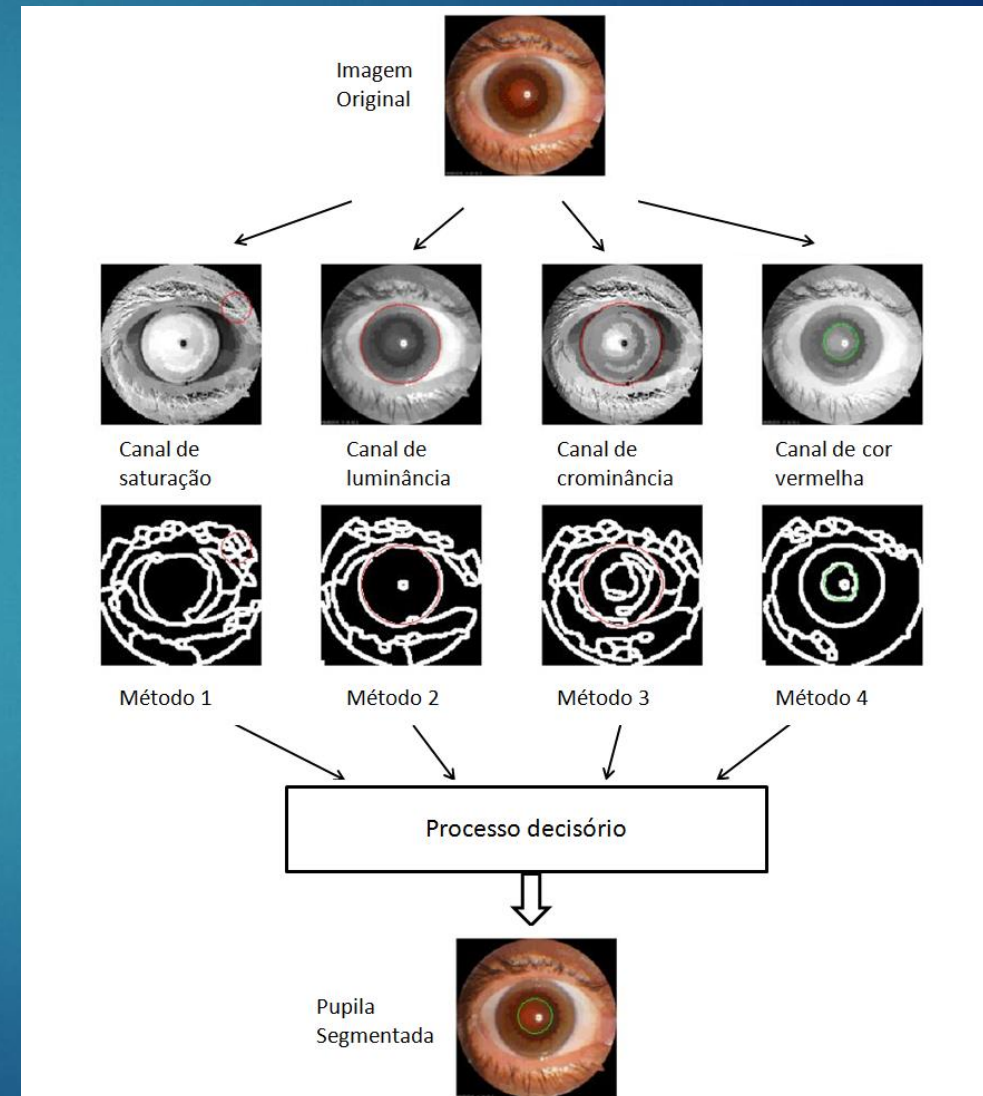 Imagem
Original
Canal de
saturação
Canal de
luminância
Canal de
crominância
Canal de cor
vermelha
Método 1
Método 2
Método 3
Método 4
Processo decisório
Pupila
Segmentada